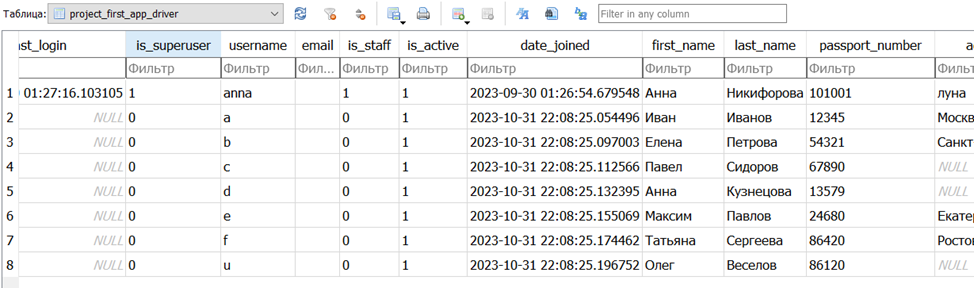 Таблица: project_first_app_driver Filter in any column
ast_login is_superuser username email is_staff is_active date_joined first_name last_name passport_number a
Фильтр Фильтр Фил... Фильтр Фильтр Фильтр Фильтр Фильтр Фильтр
1 01:27:16.103105 1 anna 1 1 2023-09-30 01:26:54.679548 Анна Никифорова 101001 луна
2 NULL 0 a 0 1 2023-10-31 22:08:25.054496 Иван Иванов 12345 Москв
3 NULL 0 b 0 1 2023-10-31 22:08:25.097003 Елена Петрова 54321 Санкт
4 NULL 0 c 0 1 2023-10-31 22:08:25.112566 Павел Сидоров 67890 NULL
5 NULL 0 d 0 1 2023-10-31 22:08:25.132395 Анна Кузнецова 13579 NULL
6 NULL 0 e 0 1 2023-10-31 22:08:25.155069 Максим Павлов 24680 Екатер
7 NULL 0 f 0 1 2023-10-31 22:08:25.174462 Татьяна Сергеева 86420 Ростов
8 NULL 0 u 0 1 2023-10-31 22:08:25.196752 Олег Веселов 86120 NULL